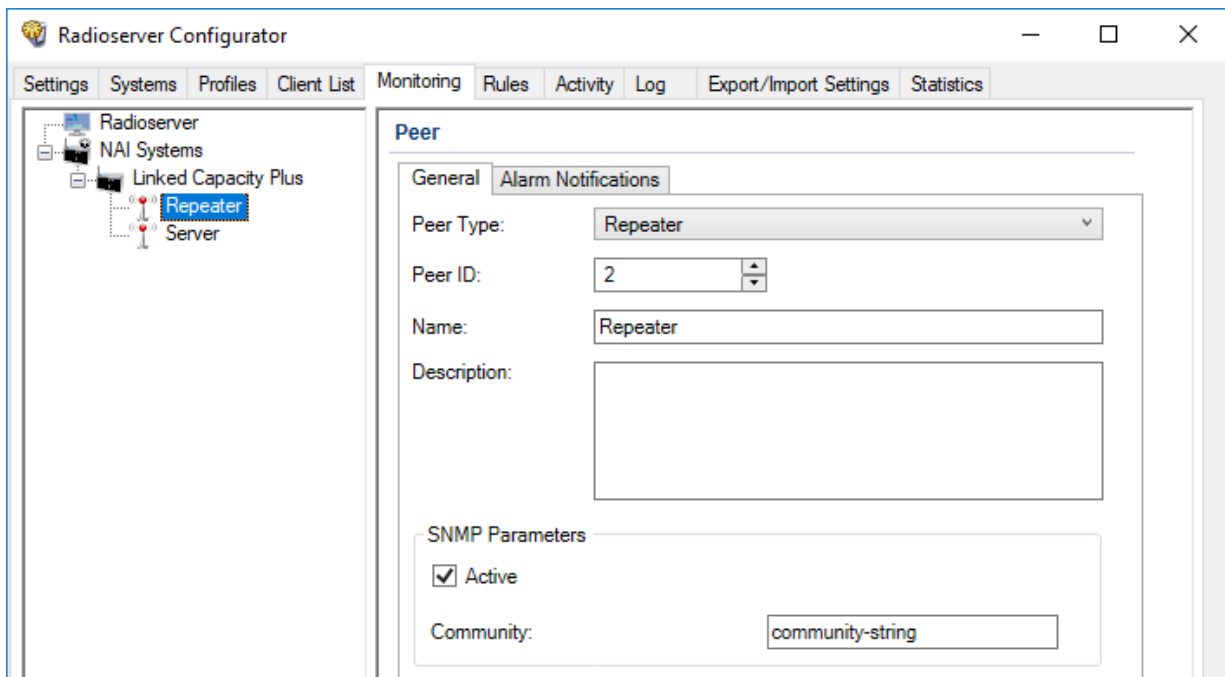 Radioserver Configurator
Settings Systems Profiles Client List Monitoring Rules Activity Log Export/Import Settings Statistics
Radioserver
NAI Systems
Linked Capacity Plus
Repeater
Server
Peer
General Alarm Notifications
Peer Type: Repeater
Peer ID: 2
Name: Repeater
Description:
SNMP Parameters
Active
Community: community-string